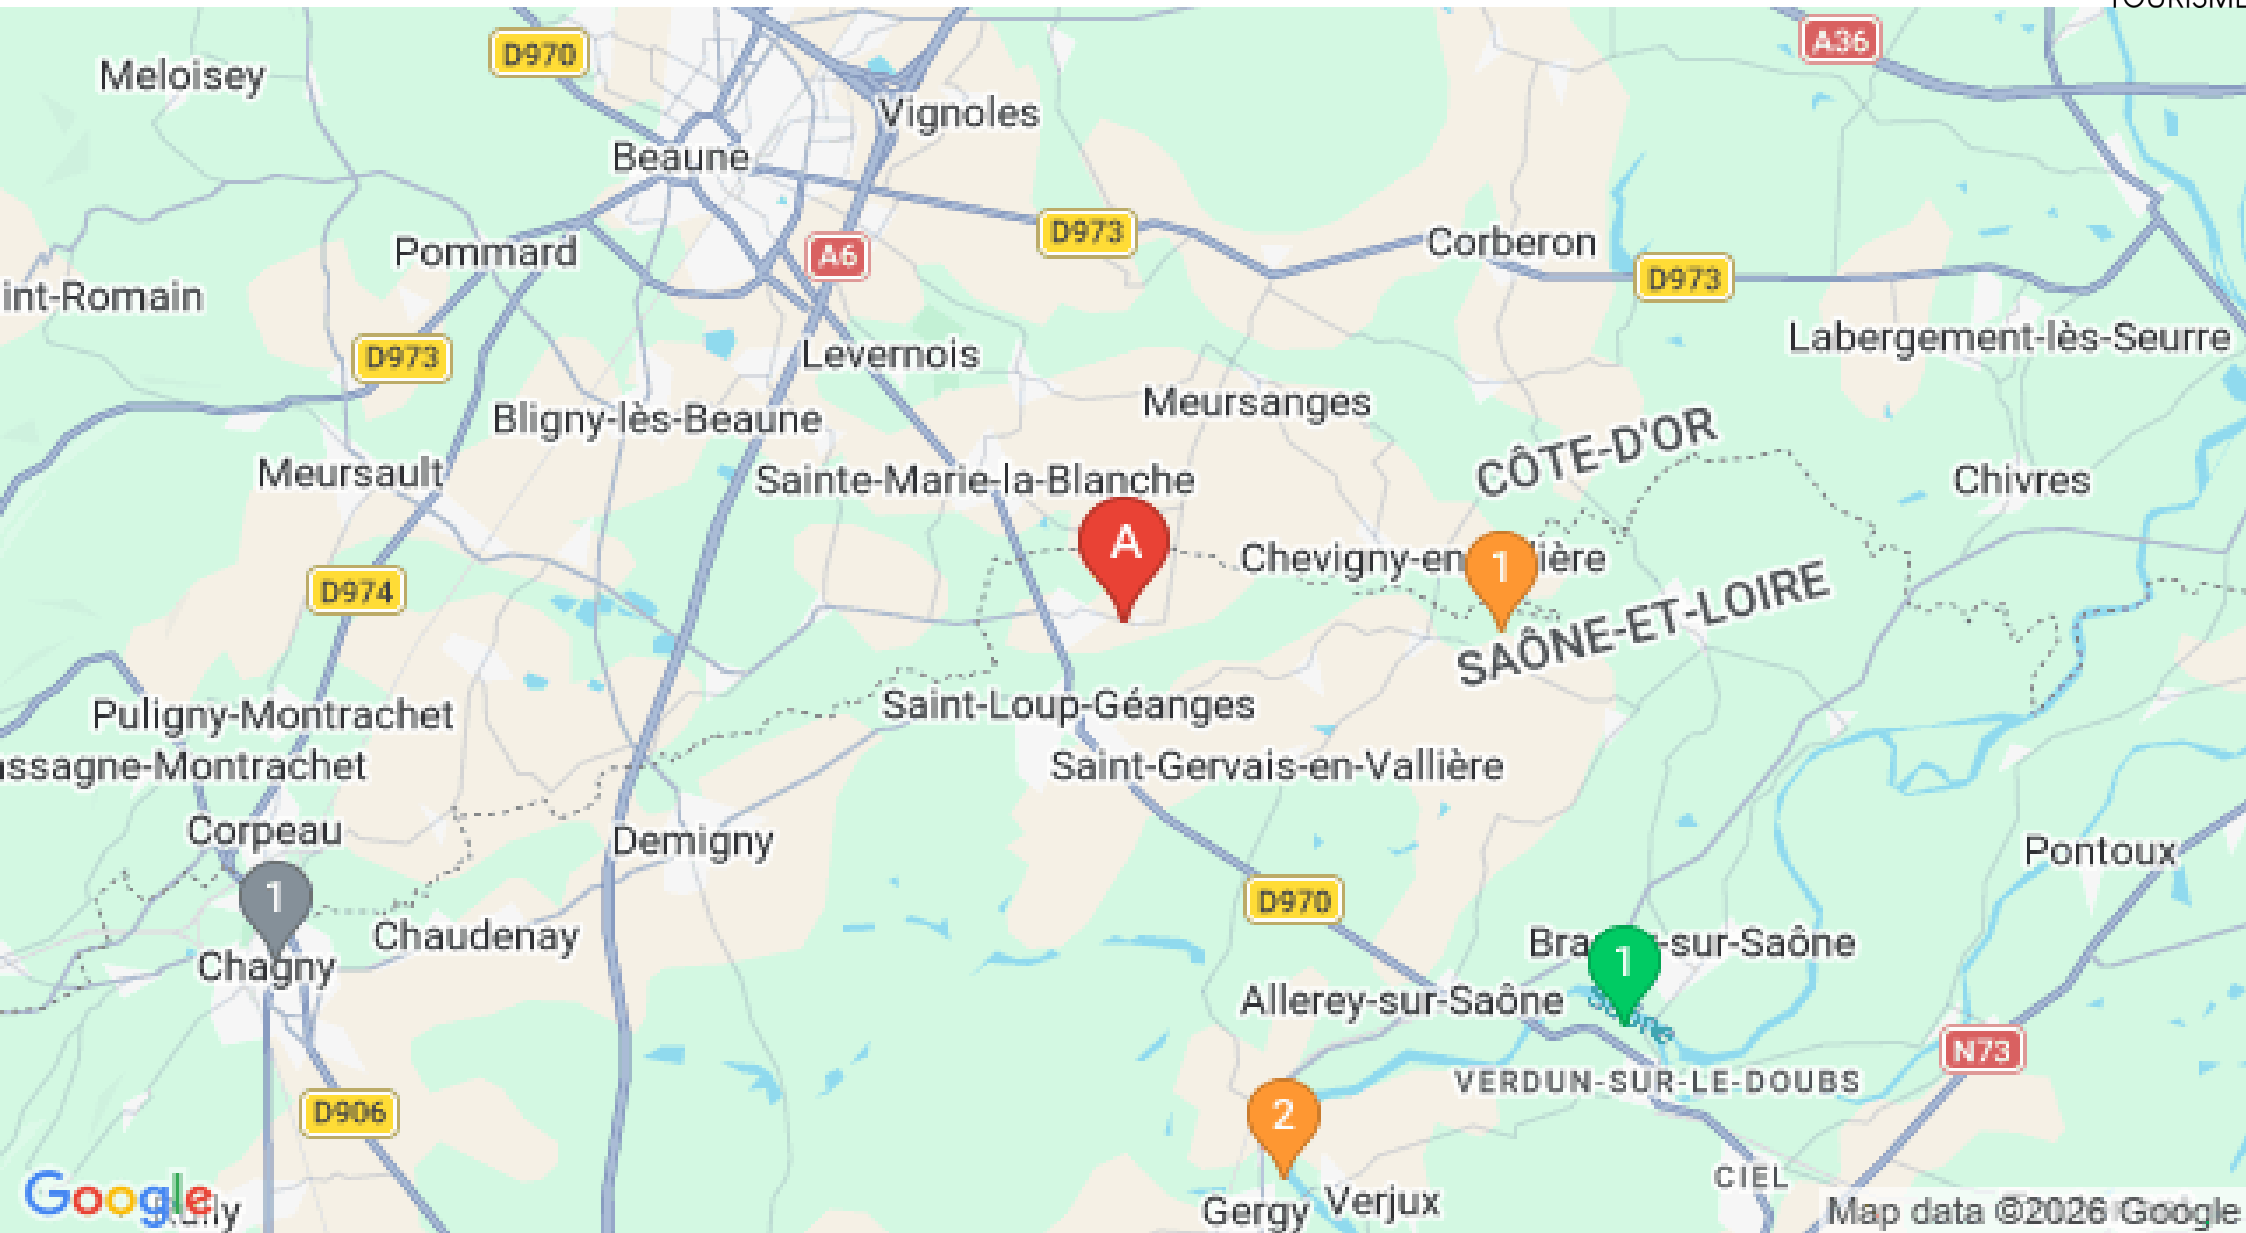 TOURISME
D970
A36
Meloisey
Vignoles
Beaune
D973
A6
Pommard
Corberon
D973
int-Romain
Labergement-lès-Seurre
D973
Levernois
Meursanges
Bligny-lès-Beaune
CÔTE-D'OR
Meursault
Sainte-Marie-la-Blanche
Chivres
A
Chevigny-en
ière
1
D974
SAÔNE-ET-LOIRE
Puligny-Montrachet
Saint-Loup-Géanges
assagne-Montrachet
Saint-Gervais-en-Vallière
Corpeau
Demigny
Pontoux
1
D970
Chaudenay
Bra
-sur-Saône
1
Chagny
Allerey-sur-Saône
N73
VERDUN-SUR-LE-DOUBS
D906
2
CIEL
Google
Gergy
Verjux
Map data ©2026 Google